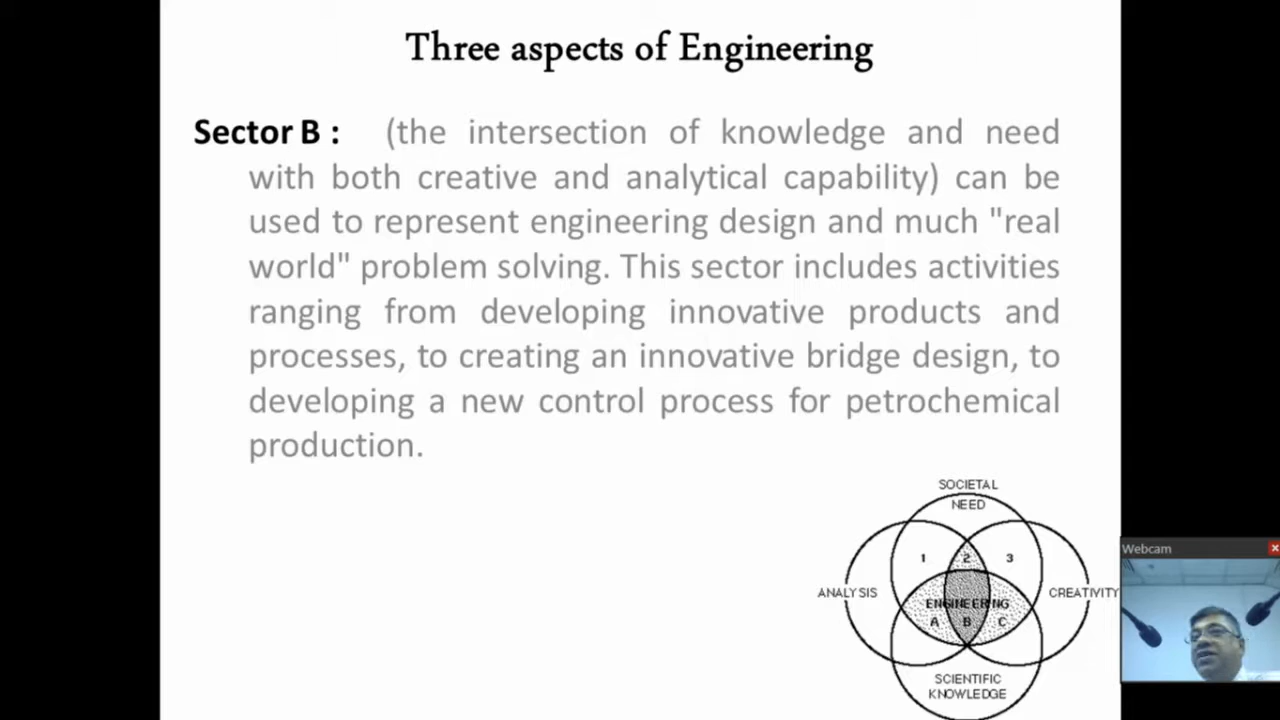 Three aspects of Engineering
Sector B : (the intersection of knowledge and need
with both creative and analytical capability) can be
used to represent engineering design and much "real
world" problem solving. This sector includes activities
ranging from developing innovative products and
processes, to creating an innovative bridge design, to
developing a new control process for petrochemical
production.
SOCIETAL
NEED
1 2 3
ANALYSIS
CREATIVITY
ENGINEERING
A B C
SCIENTIFIC
KNOWLEDGE
Webcam